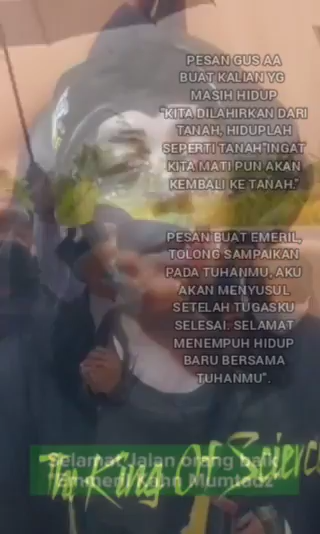 PESAN GUS AA
BUAT KALIAN YG
MASIH HIDUP
"KITA DILAHIRKAN DARI
TANAH, HIDUPLAH
SEPERTI TANAH"INGAT
KITA MATI PUN AKAN
KEMBALI KE TANAH."
PESAN BUAT EMERIL,
TOLONG SAMPAIKAN
PADA TUHANMU, AKU
AKAN MENYUSUL
SETELAH TUGASKU
SELESAI. SELAMAT
MENEMPUH HIDUP
BARU BERSAMA
TUHANMU".
Selamat Jalan orang baik
"Emmeril Kahn Mumtadz"
The King Of Science